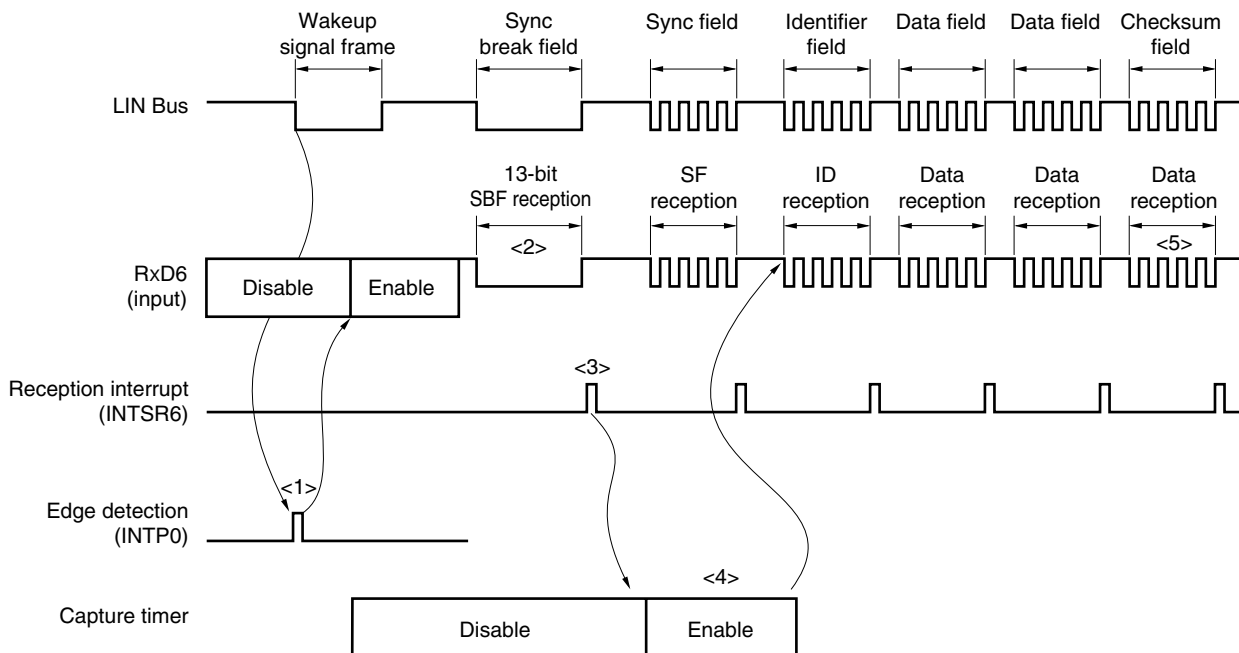 Wakeup
signal frame
Sync
break field
Sync field
Identifier
field
Data field
Data field
Checksum
field
LIN Bus
13-bit
SBF reception
SF
reception
ID
reception
Data
reception
Data
reception
Data
reception
<2>
<5>
RxD6
(input)
Disable
Enable
Reception interrupt
(INTSR6)
<3>
Edge detection
(INTP0)
<1>
Capture timer
Disable
Enable
<4>